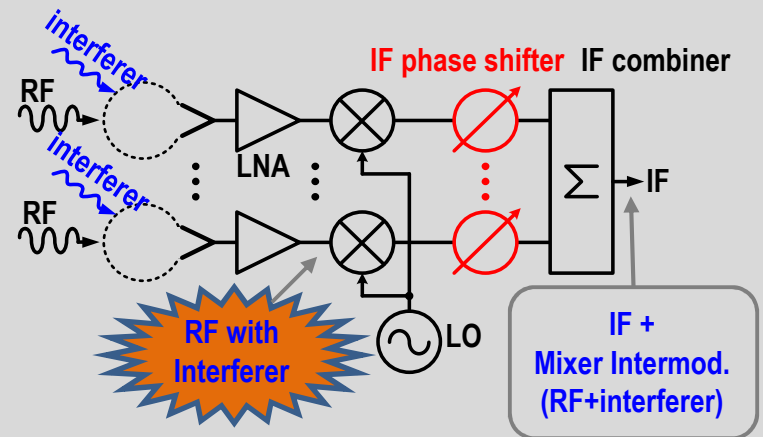 interferer
IF phase shifter
IF combiner
RF
LNA
Σ
IF
interferer
RF
RF with
Interferer
LO
IF +
Mixer Intermod.
(RF+interferer)